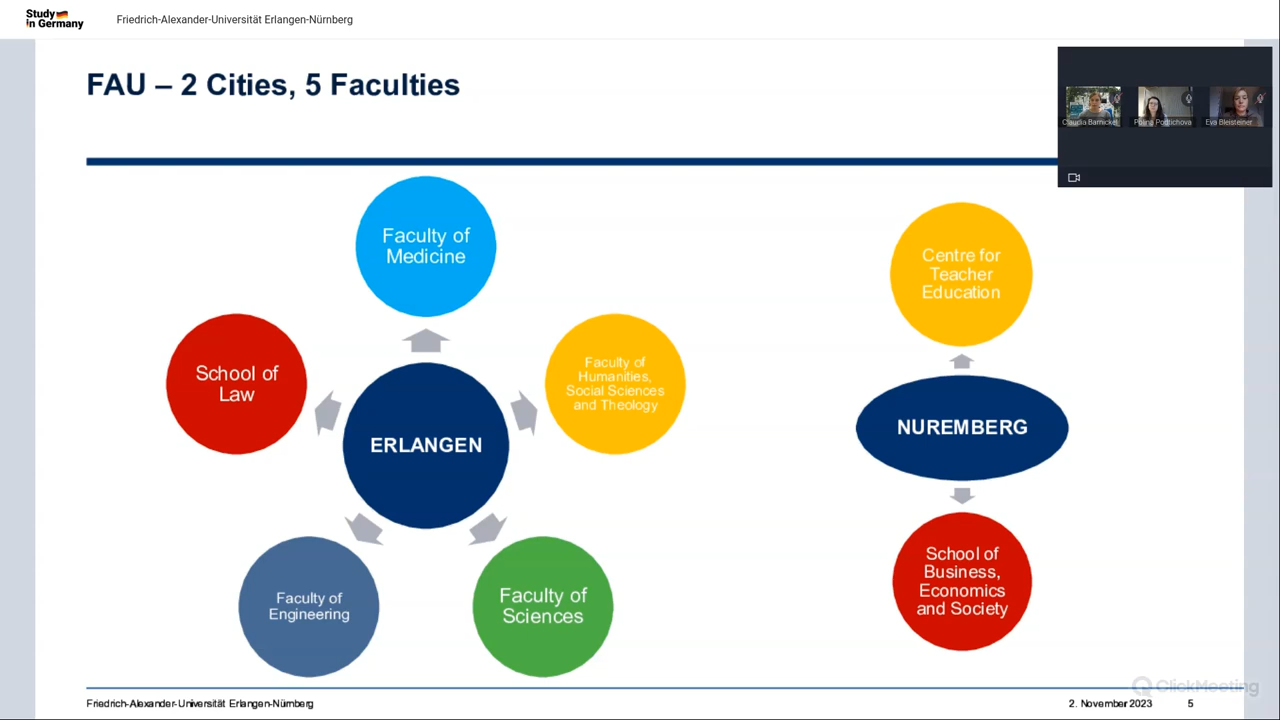 Study
in Germany
Friedrich-Alexander-Universität Erlangen-Nürnberg
FAU – 2 Cities, 5 Faculties
Claudia Barnickel
Polina Podtichova
Eva Bleisteiner
Faculty of
Medicine
School of
Law
Faculty of
Humanities,
Social Sciences
and Theology
ERLANGEN
Faculty of
Engineering
Faculty of
Sciences
Centre for
Teacher
Education
NUREMBERG
School of
Business,
Economics
and Society
ClickMeeting
Friedrich-Alexander-Universität Erlangen-Nürnberg
2. November 2023
5